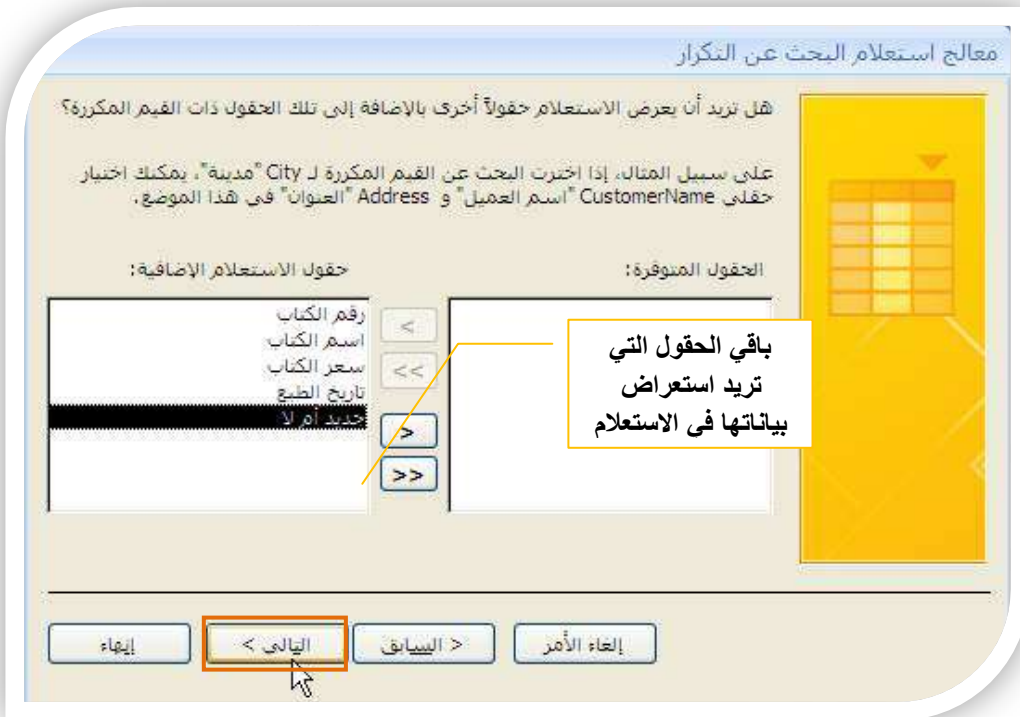 معالج استعلام البحث عن التكرار
هل تريد أن يعرض الاستعلام حقولاً أخرى بالإضافة إلى تلك الحقول ذات القيم المكررة؟
على سبيل المثال، إذا اخترت البحث عن القيم المكررة لـ City "مدينة"، يمكنك اختيار
حقلي CustomerName "اسم العميل" و Address "العنوان" في هذا الموضع.
الحقول المتوفرة:
حقول الاستعلام الإضافية:
رقم الكتاب
اسم الكتاب
سعر الكتاب
تاريخ الطبع
جديد أم لا
>
>>
<
<<
باقي الحقول التي
تريد استعراض
بياناتها في الاستعلام
إلغاء الأمر
< السابق
التالي >
إنهاء